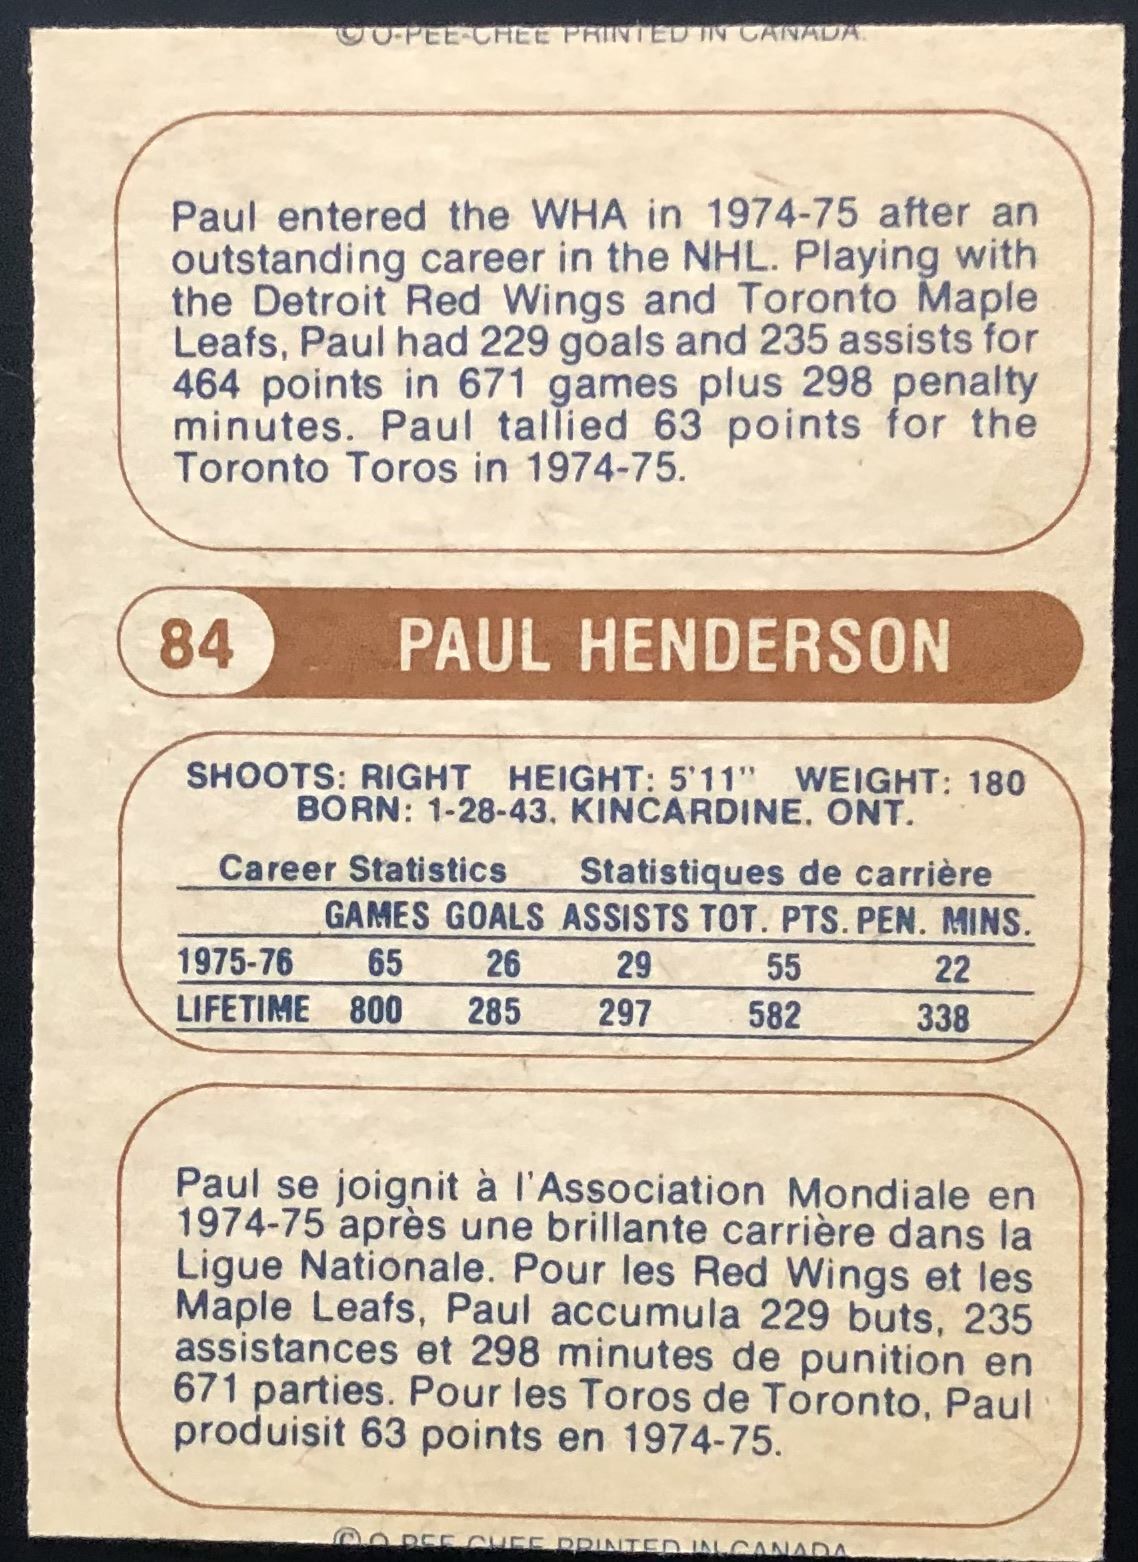 © O-PEE-CHEE PRINTED IN CANADA.
Paul entered the WHA in 1974-75 after an
outstanding career in the NHL. Playing with
the Detroit Red Wings and Toronto Maple
Leafs, Paul had 229 goals and 235 assists for
464 points in 671 games plus 298 penalty
minutes. Paul tallied 63 points for the
Toronto Toros in 1974-75.
84 PAUL HENDERSON
SHOOTS: RIGHT HEIGHT: 5'11" WEIGHT: 180
BORN: 1-28-43, KINCARDINE, ONT.
Career Statistics Statistiques de carrière
GAMES GOALS ASSISTS TOT. PTS. PEN. MINS.
1975-76 65 26 29 55 22
LIFETIME 800 285 297 582 338
Paul se joignit à l'Association Mondiale en
1974-75 après une brillante carrière dans la
Ligue Nationale. Pour les Red Wings et les
Maple Leafs, Paul accumula 229 buts, 235
assistances et 298 minutes de punition en
671 parties. Pour les Toros de Toronto, Paul
produisit 63 points en 1974-75.
© O-PEE-CHEE PRINTED IN CANADA